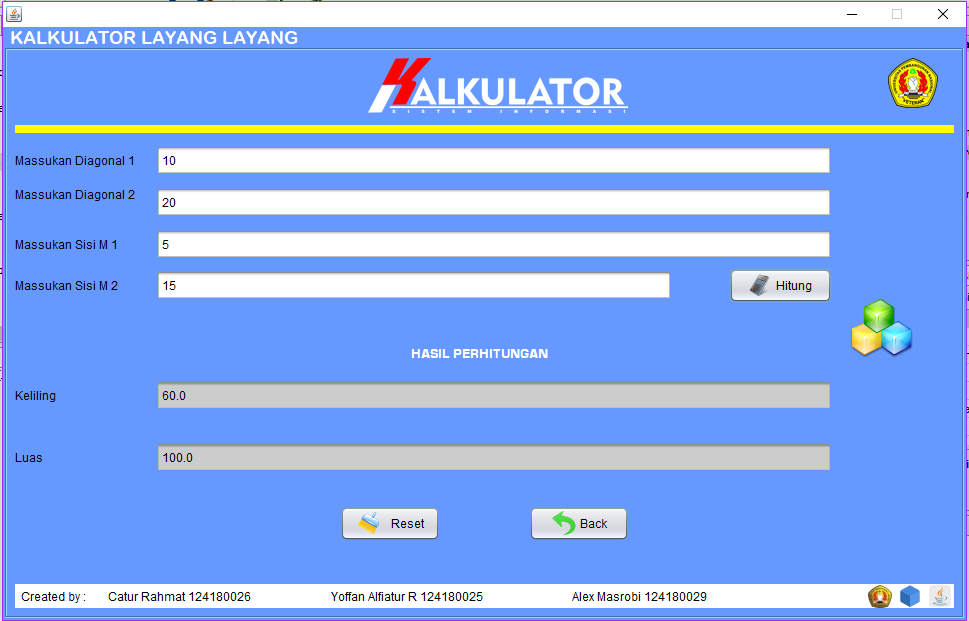 KALKULATOR LAYANG LAYANG
KALKULATOR
SISTEM INFORMASI
Massukan Diagonal 1 10
Massukan Diagonal 2 20
Massukan Sisi M 1 5
Massukan Sisi M 2 15 Hitung
HASIL PERHITUNGAN
Keliling 60.0
Luas 100.0
Reset Back
Created by : Catur Rahmat 124180026 Yoffan Alfiatur R 124180025 Alex Masrobi 124180029